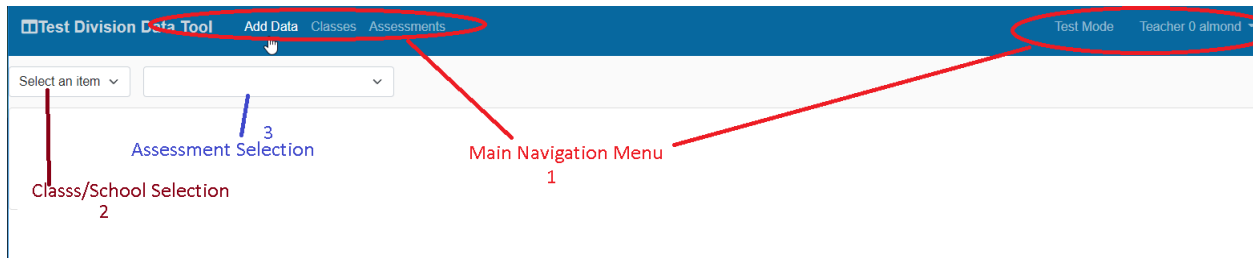 Test Division Data Tool Add Data Classes Assessments Test Mode Teacher 0 almond
Select an item
3
Assessment Selection
Main Navigation Menu
1
Classs/School Selection
2